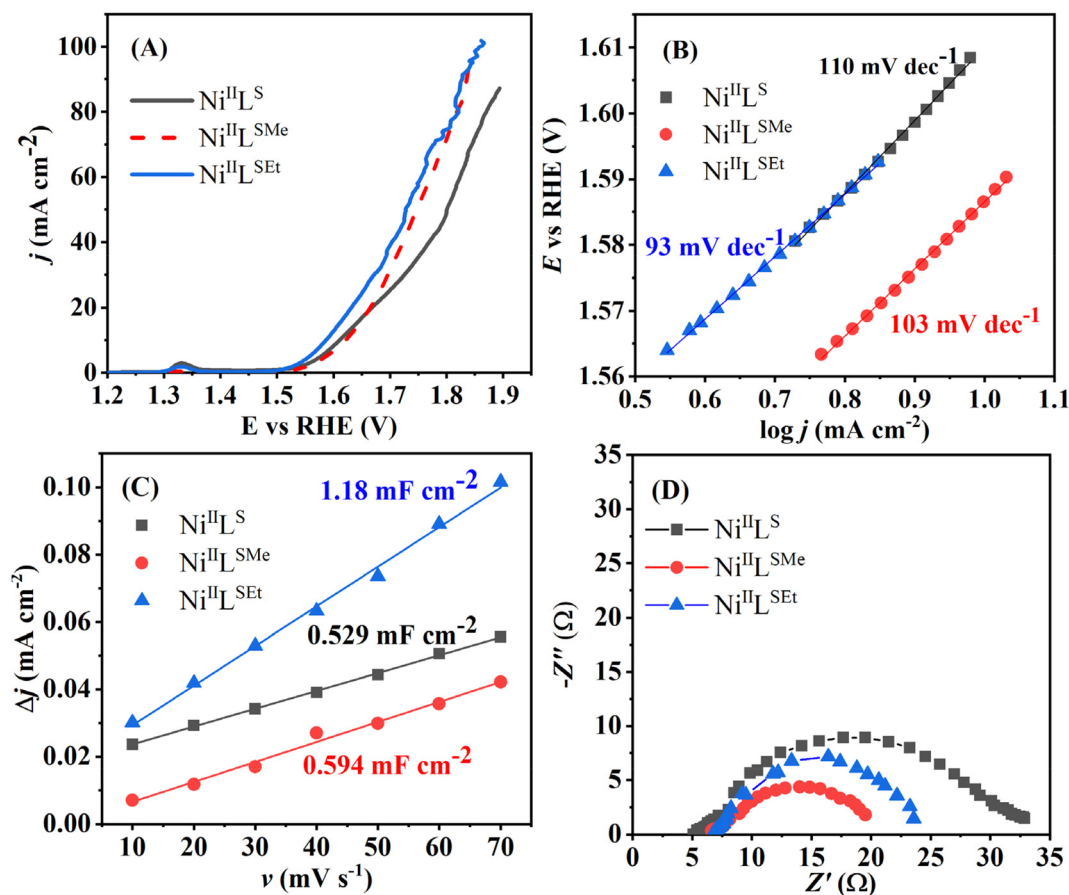 (A)
Ni^II L^S
Ni^II L^SMe
Ni^II L^SEt
j (mA cm^-2)
100
80
60
40
20
0
1.2 1.3 1.4 1.5 1.6 1.7 1.8 1.9
E vs RHE (V)
(B)
110 mV dec^-1
Ni^II L^S
Ni^II L^SMe
Ni^II L^SEt
93 mV dec^-1
103 mV dec^-1
E vs RHE (V)
1.61
1.60
1.59
1.58
1.57
1.56
0.5 0.6 0.7 0.8 0.9 1.0 1.1
log j (mA cm^-2)
(C)
1.18 mF cm^-2
Ni^II L^S
Ni^II L^SMe
Ni^II L^SEt
0.529 mF cm^-2
0.594 mF cm^-2
Δj (mA cm^-2)
0.10
0.08
0.06
0.04
0.02
0.00
10 20 30 40 50 60 70
v (mV s^-1)
(D)
Ni^II L^S
Ni^II L^SMe
Ni^II L^SEt
-Z″ (Ω)
35
30
25
20
15
10
5
0
0 5 10 15 20 25 30 35
Z′ (Ω)